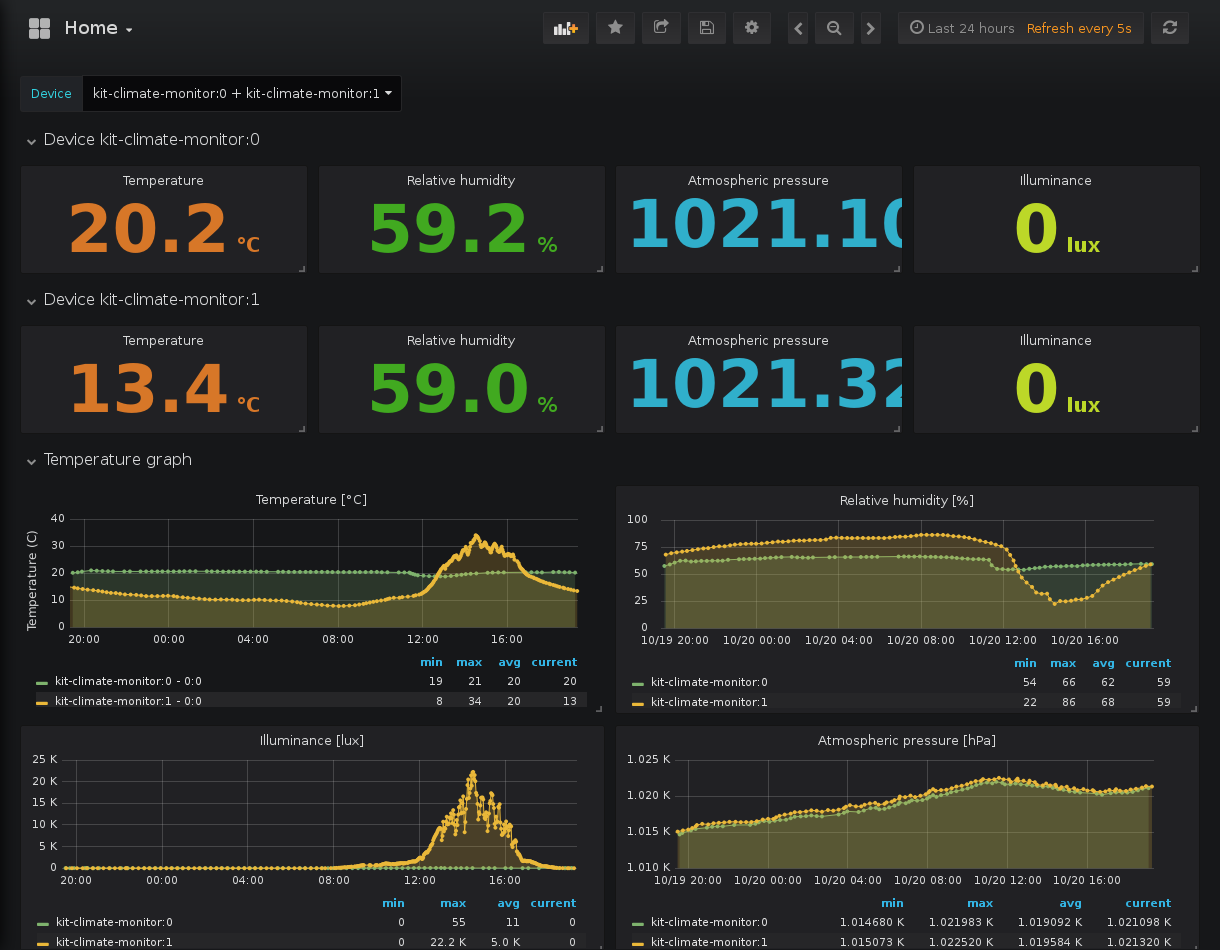 Home
Last 24 hours Refresh every 5s
Device kit-climate-monitor:0 + kit-climate-monitor:1
Device kit-climate-monitor:0
Temperature Relative humidity Atmospheric pressure Illuminance
20.2 °C 59.2 % 1021.10 0 lux
Device kit-climate-monitor:1
Temperature Relative humidity Atmospheric pressure Illuminance
13.4 °C 59.0 % 1021.32 0 lux
Temperature graph
Temperature [°C]
Temperature (C)
40
30
20
10
0
20:00 00:00 04:00 08:00 12:00 16:00
min max avg current
kit-climate-monitor:0 - 0:0 19 21 20 20
kit-climate-monitor:1 - 0:0 8 34 20 13
Relative humidity [%]
100
75
50
25
0
10/19 20:00 10/20 00:00 10/20 04:00 10/20 08:00 10/20 12:00 10/20 16:00
min max avg current
kit-climate-monitor:0 54 66 62 59
kit-climate-monitor:1 22 86 68 59
Illuminance [lux]
25 K
20 K
15 K
10 K
5 K
0
20:00 00:00 04:00 08:00 12:00 16:00
min max avg current
kit-climate-monitor:0 0 55 11 0
kit-climate-monitor:1 0 22.2 K 5.0 K 0
Atmospheric pressure [hPa]
1.025 K
1.020 K
1.015 K
1.010 K
10/19 20:00 10/20 00:00 10/20 04:00 10/20 08:00 10/20 12:00 10/20 16:00
min max avg current
kit-climate-monitor:0 1.014680 K 1.021983 K 1.019092 K 1.021098 K
kit-climate-monitor:1 1.015073 K 1.022520 K 1.019584 K 1.021320 K